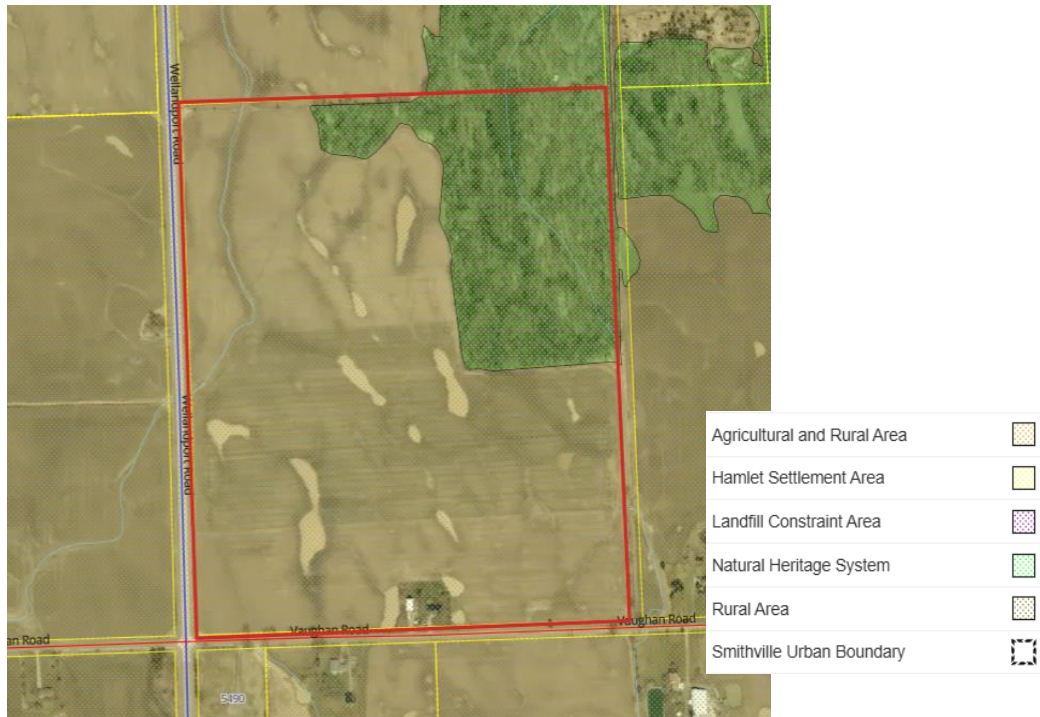 Wellandport Road
Wellandport Road
Vaughan Road
Vaughan Road
an Road
5490
Agricultural and Rural Area
Hamlet Settlement Area
Landfill Constraint Area
Natural Heritage System
Rural Area
Smithville Urban Boundary